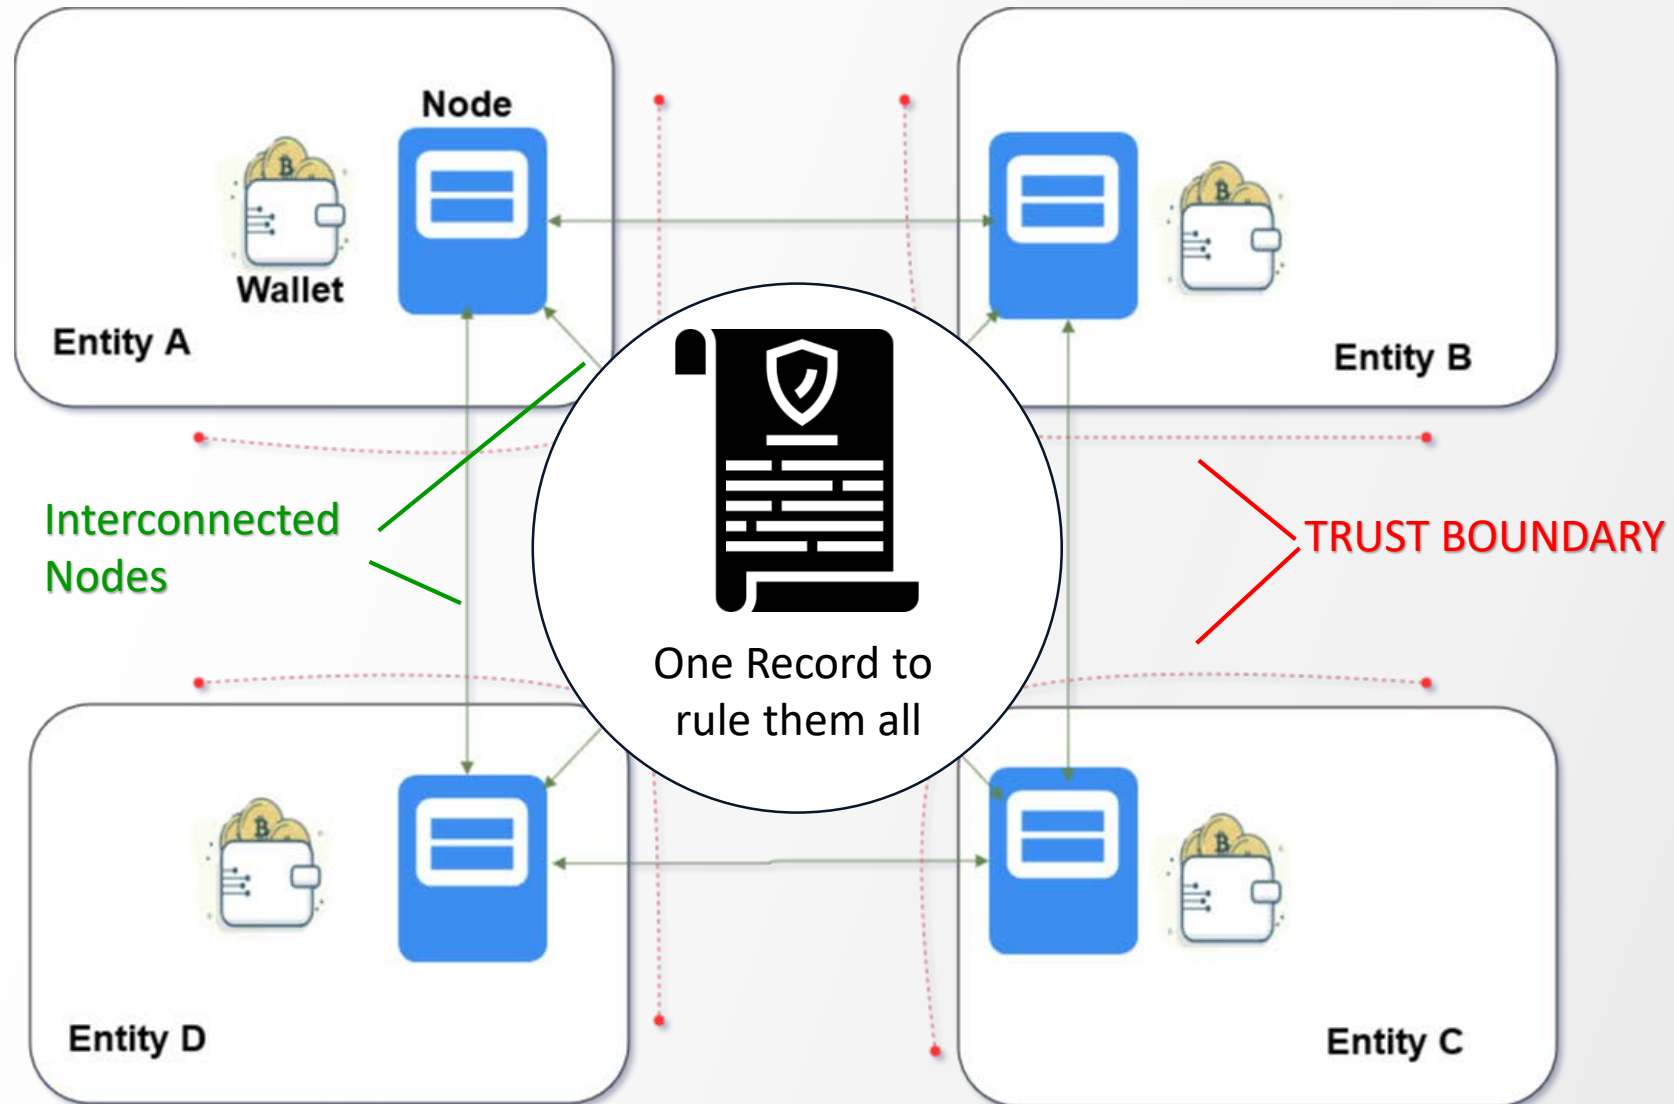 Node
Wallet
Entity A
Entity B
Interconnected
Nodes
TRUST BOUNDARY
One Record to
rule them all
Entity D
Entity C